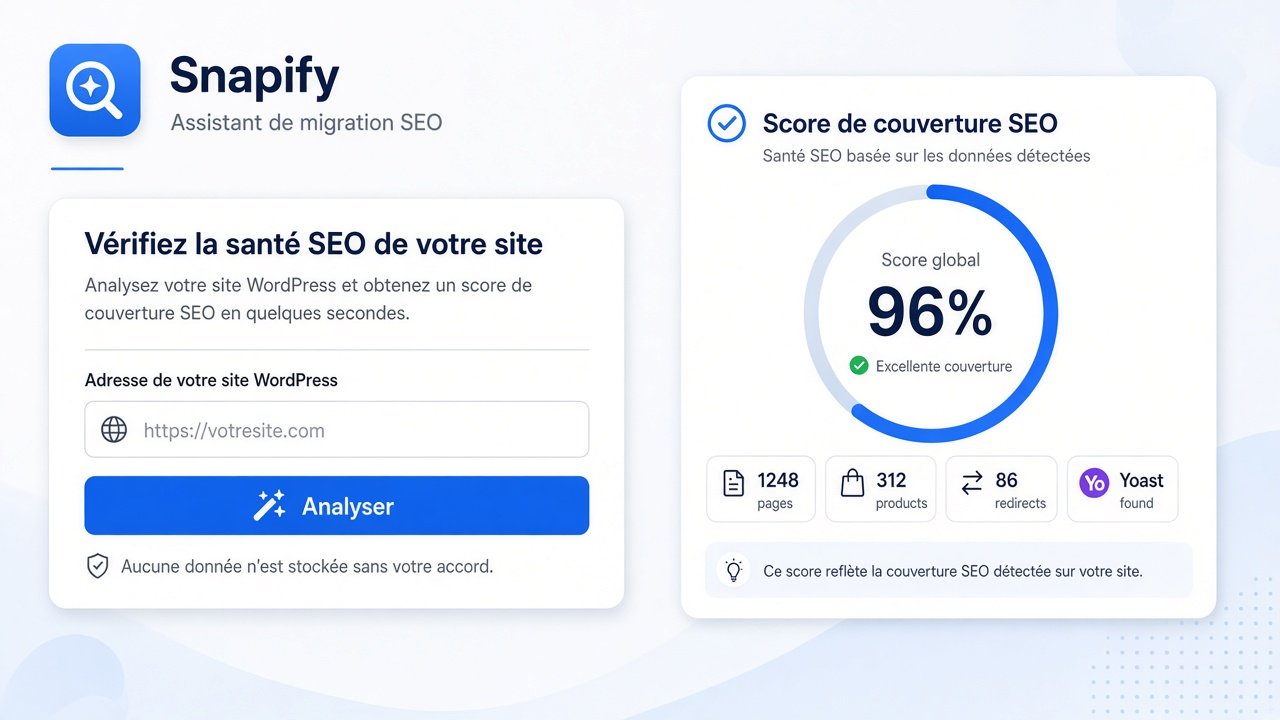 Snapify
Assistant de migration SEO
Vérifiez la santé SEO de votre site
Analysez votre site WordPress et obtenez un score de
couverture SEO en quelques secondes.
Adresse de votre site WordPress
https://votresite.com
Analyser
Aucune donnée n'est stockée sans votre accord.
Score de couverture SEO
Santé SEO basée sur les données détectées
Score global
96%
Excellente couverture
1248
pages
312
products
86
redirects
Yo
Yoast
found
Ce score reflète la couverture SEO détectée sur votre site.